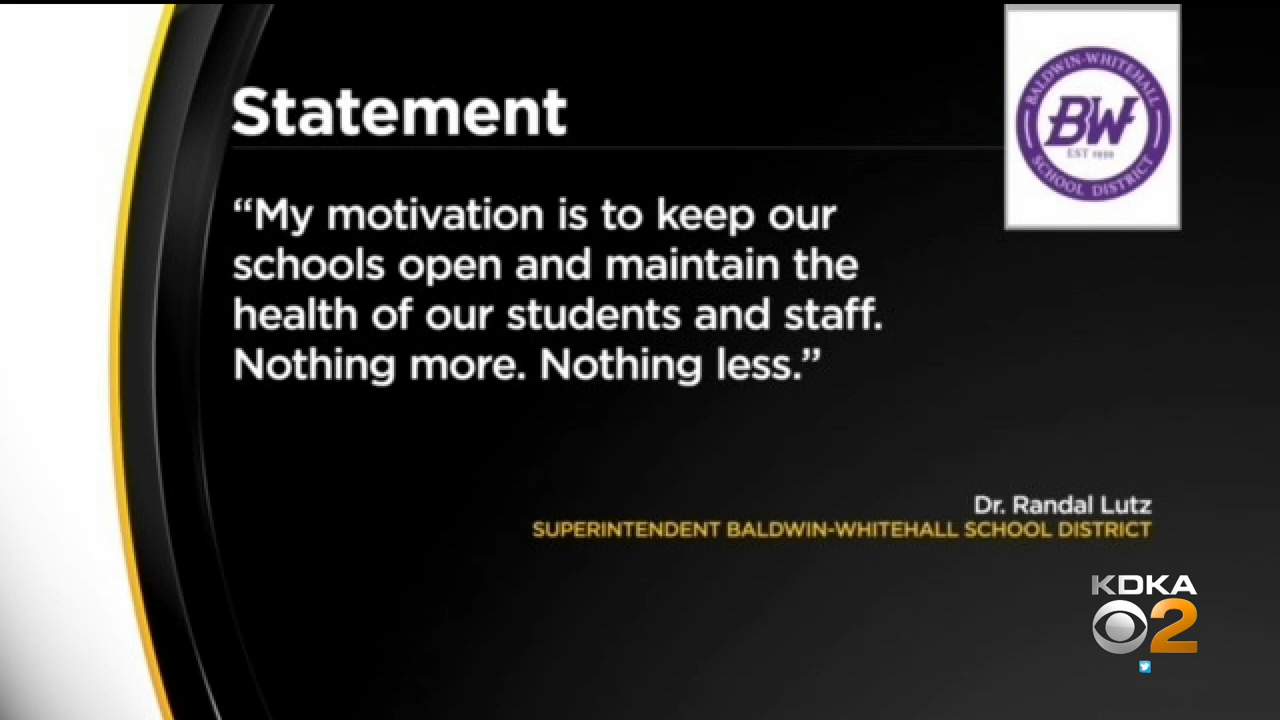 BALDWIN-WHITEHALL
BW
SCHOOL DISTRICT
Statement
“My motivation is to keep our
schools open and maintain the
health of our students and staff.
Nothing more. Nothing less.”
Dr. Randal Lutz
SUPERINTENDENT BALDWIN-WHITEHALL SCHOOL DISTRICT
KDKA
2